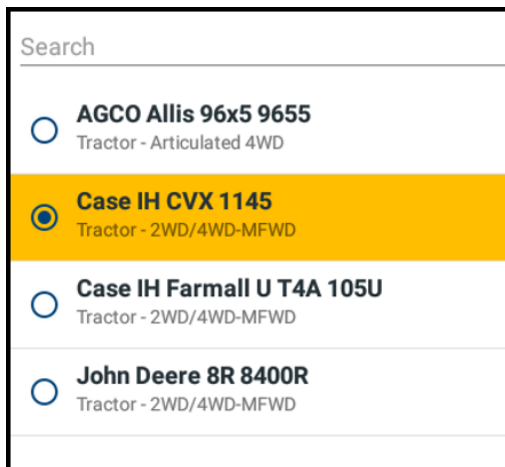 Search
AGCO Allis 96x5 9655
Tractor - Articulated 4WD
Case IH CVX 1145
Tractor - 2WD/4WD-MFWD
Case IH Farmall U T4A 105U
Tractor - 2WD/4WD-MFWD
John Deere 8R 8400R
Tractor - 2WD/4WD-MFWD